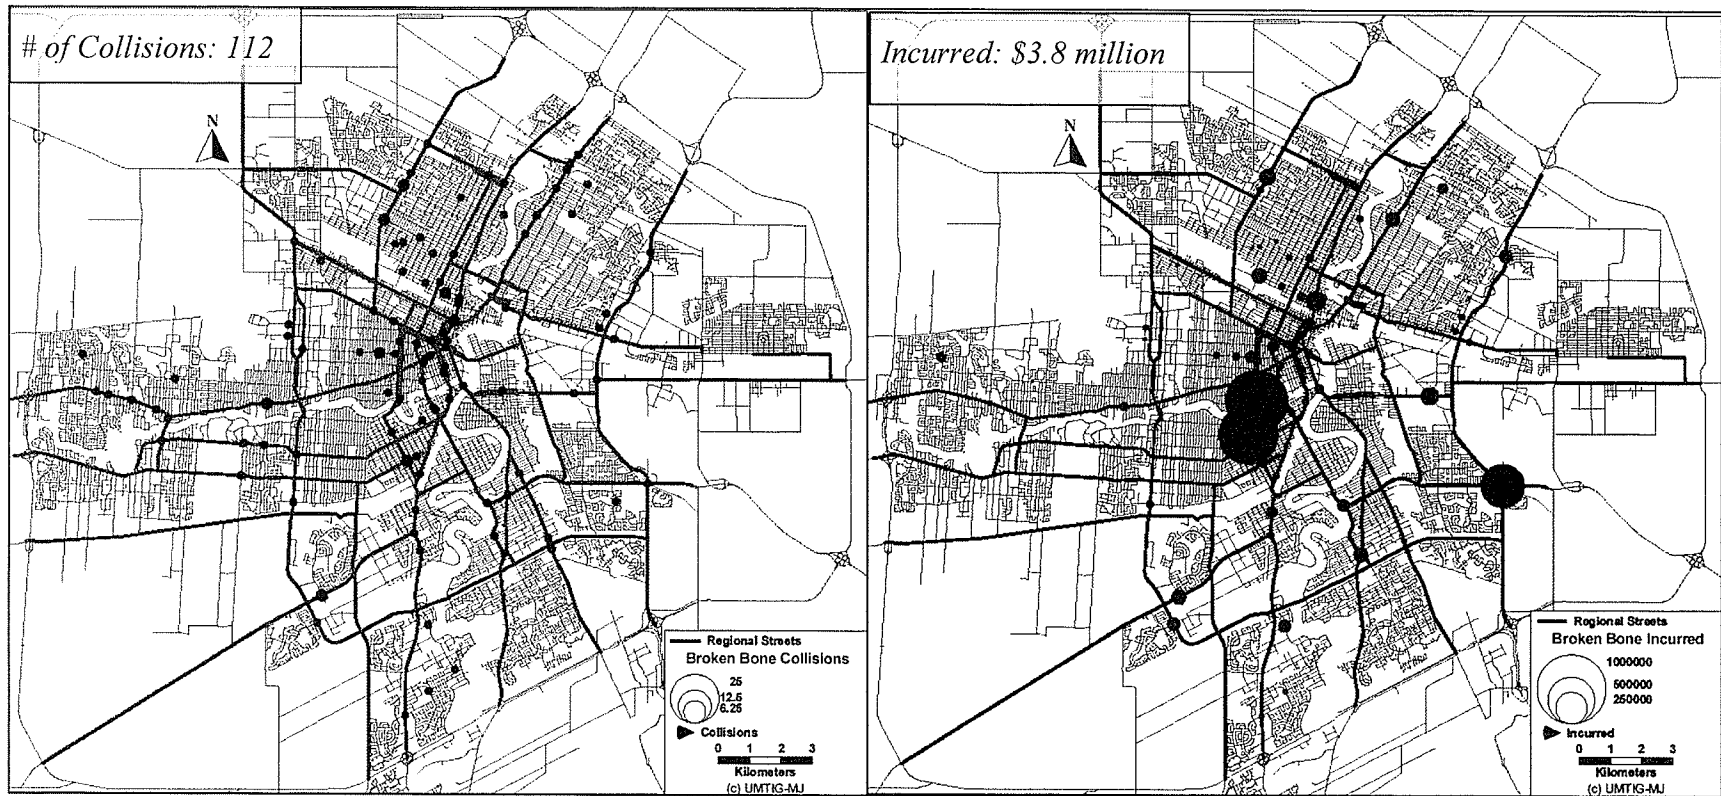 # of Collisions: 112
N
Regional Streets
Broken Bone Collisions
25
12.5
6.25
Collisions
0 1 2 3
Kilometers
(c) UMTIG-MJ
Incurred: $3.8 million
N
Regional Streets
Broken Bone Incurred
1000000
500000
250000
Incurred
0 1 2 3
Kilometers
(c) UMTIG-MJ